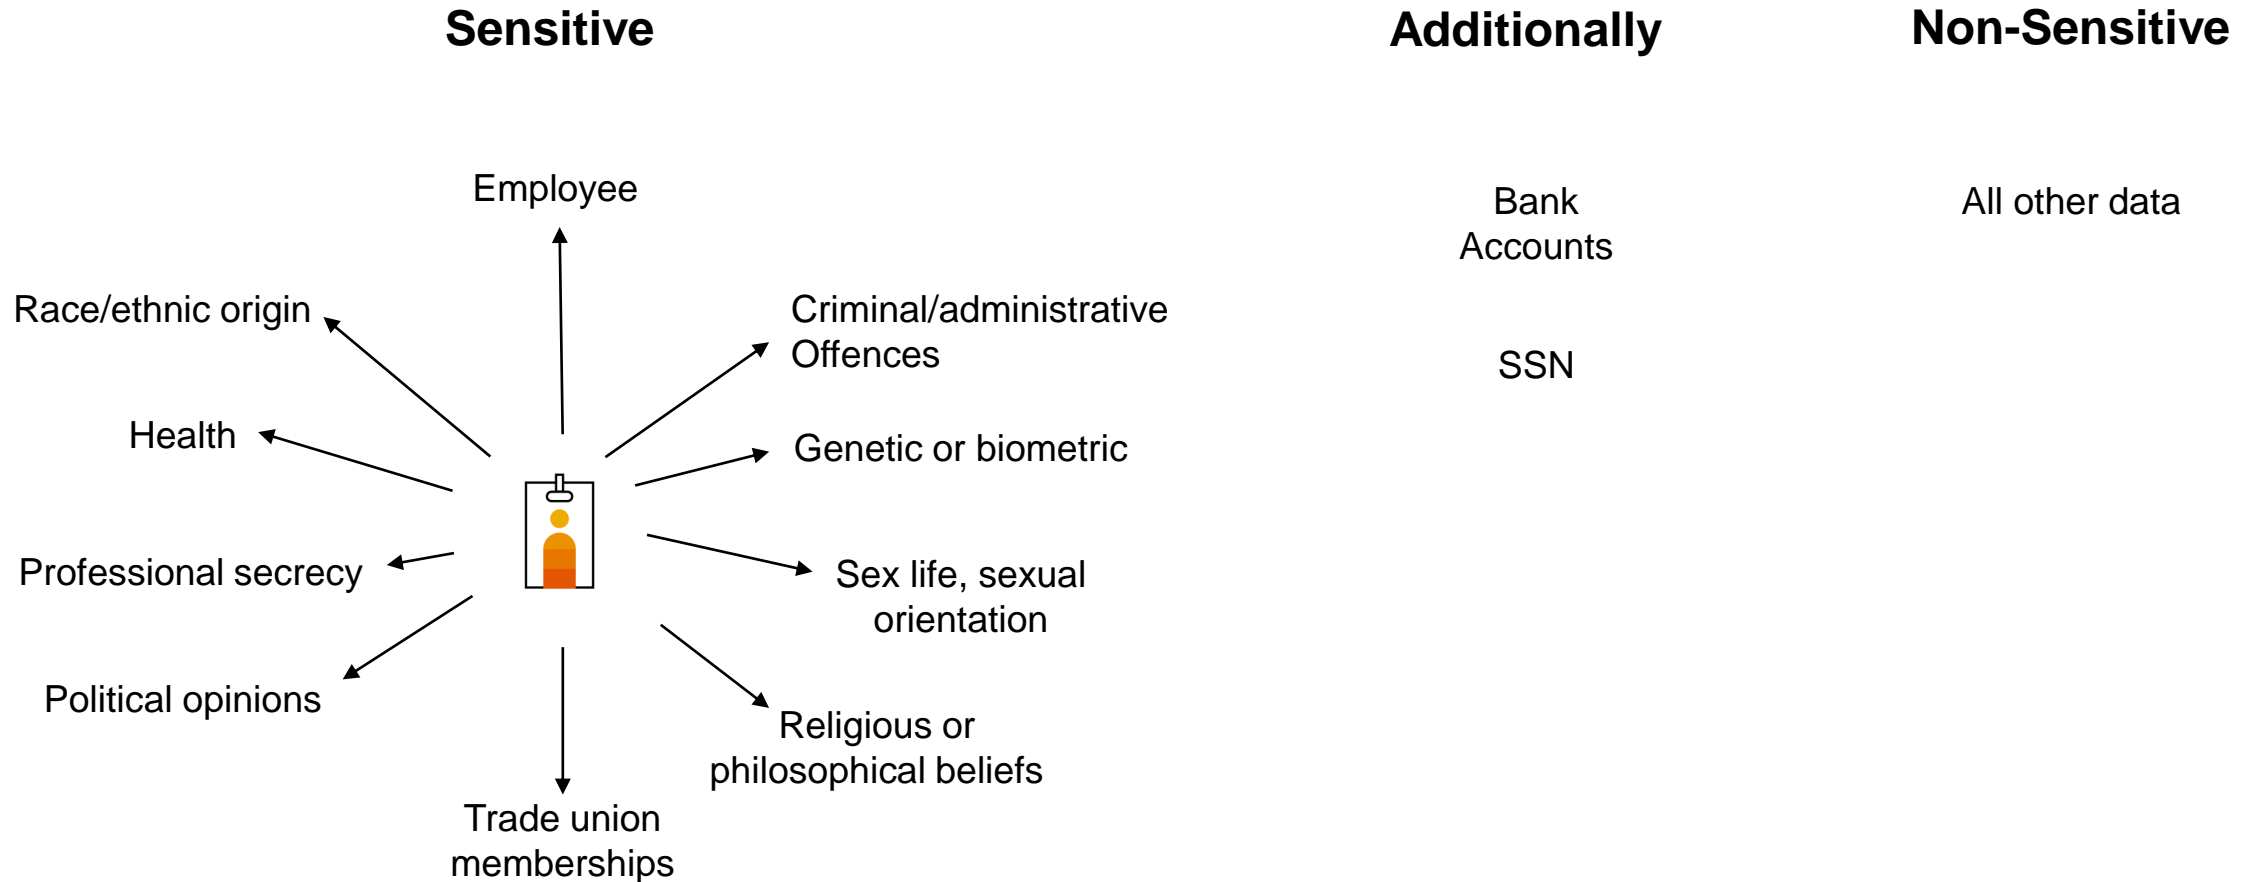 Sensitive
Additionally
Non-Sensitive
Employee
Race/ethnic origin
Health
Professional secrecy
Political opinions
Trade union
memberships
Criminal/administrative
Offences
Genetic or biometric
Sex life, sexual
orientation
Religious or
philosophical beliefs
Bank
Accounts
SSN
All other data